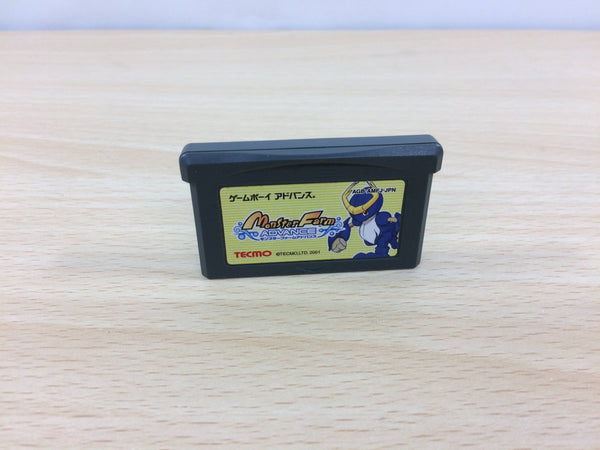 ゲームボーイ アドバンス。
AGB-AMFJ-JPN
Monster Farm
ADVANCE
モンスターファームアドバンス
TECMO ©TECMO,LTD. 2001